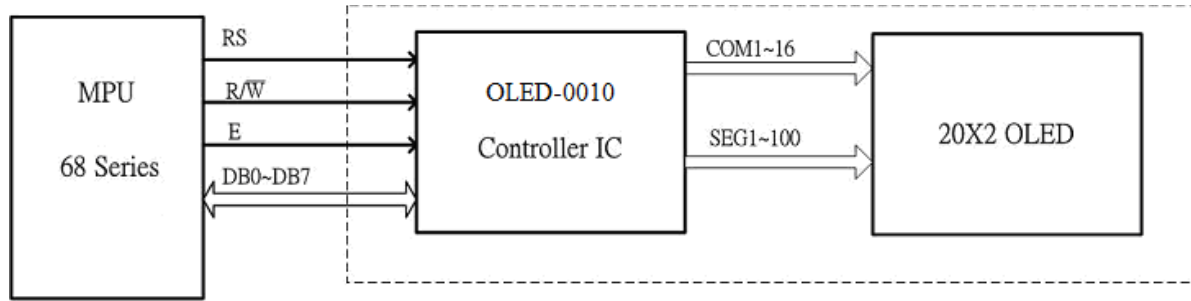 MPU
68 Series
RS
R/W̅
E
DB0~DB7
OLED-0010
Controller IC
COM1~16
SEG1~100
20X2 OLED